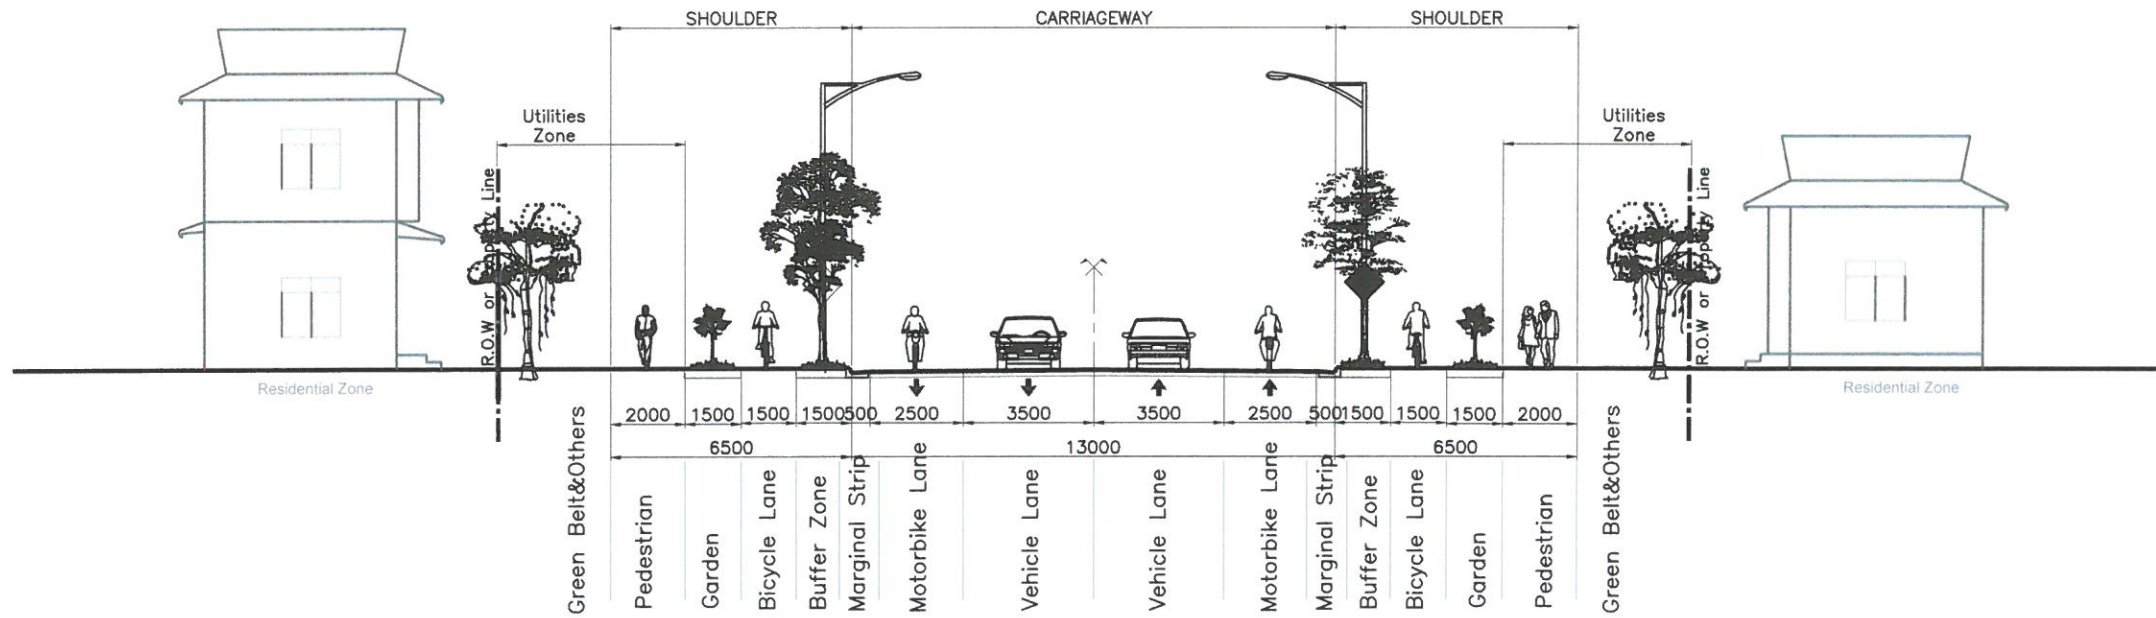 SHOULDER
CARRIAGEWAY
SHOULDER
Utilities
Zone
Utilities
Zone
R.O.W or Property Line
R.O.W or Property Line
Residential Zone
Residential Zone
2000 1500 1500 1500 500 2500 3500 3500 2500 500 1500 1500 1500 2000
6500 13000 6500
Green Belt&Others
Pedestrian
Garden
Bicycle Lane
Buffer Zone
Marginal Strip
Motorbike Lane
Vehicle Lane
Vehicle Lane
Motorbike Lane
Marginal Strip
Buffer Zone
Bicycle Lane
Garden
Pedestrian
Green Belt&Others